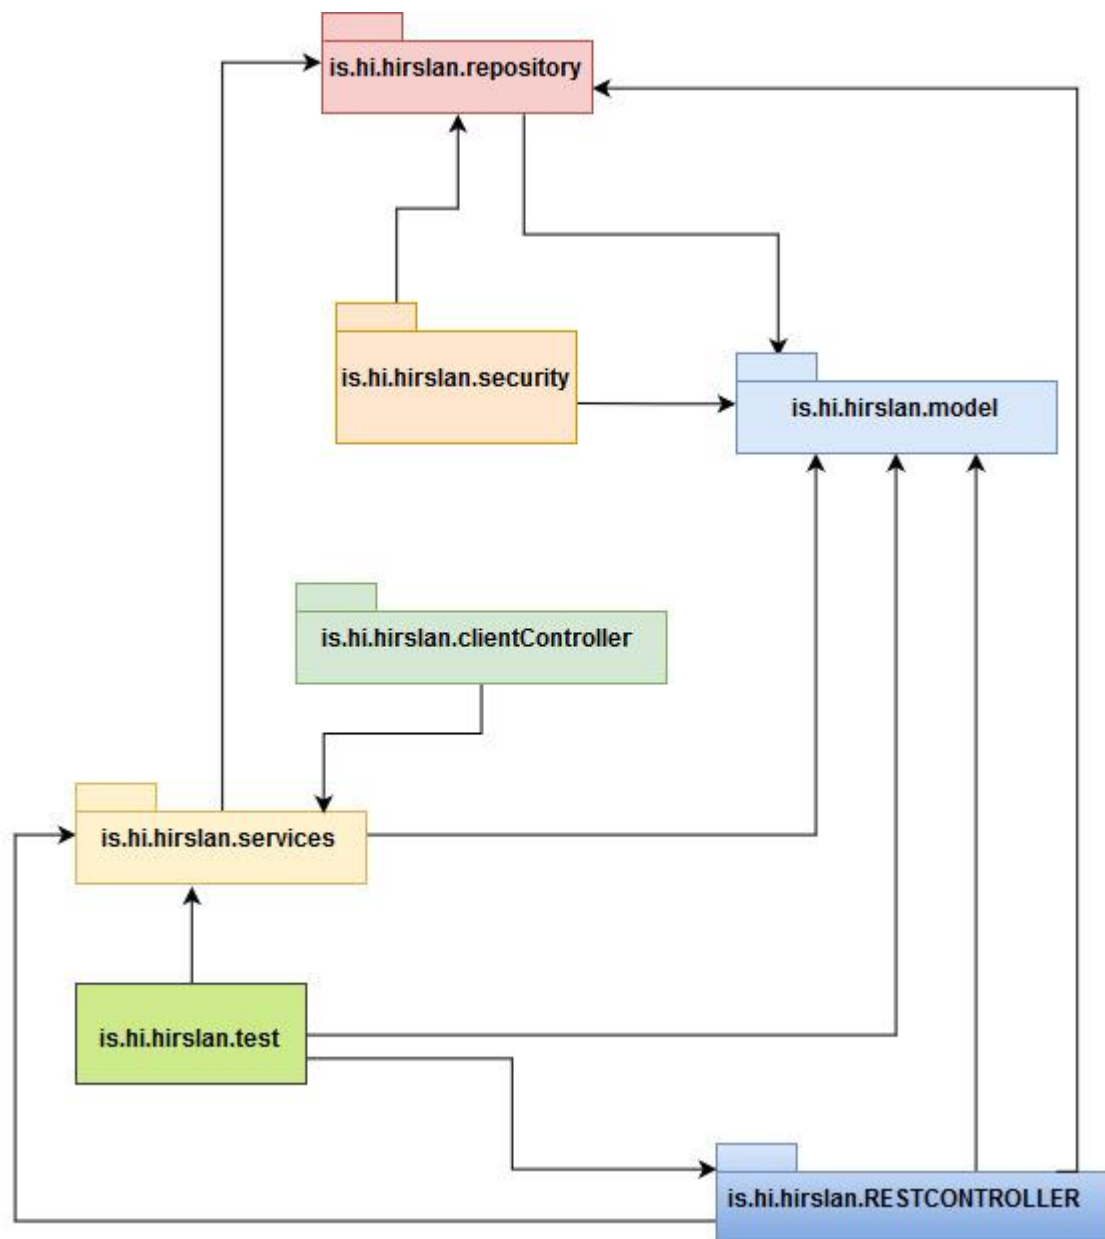 is.hi.hirslan.repository
is.hi.hirslan.security
is.hi.hirslan.model
is.hi.hirslan.clientController
is.hi.hirslan.services
is.hi.hirslan.test
is.hi.hirslan.RESTCONTROLLER